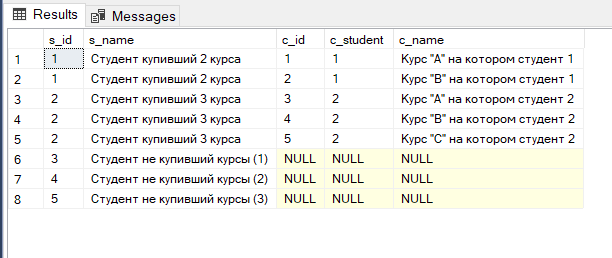 Results Messages
s_id s_name c_id c_student c_name
1 1 Студент купивший 2 курса 1 1 Курс "A" на котором студент 1
2 1 Студент купивший 2 курса 2 1 Курс "B" на котором студент 1
3 2 Студент купивший 3 курса 3 2 Курс "A" на котором студент 2
4 2 Студент купивший 3 курса 4 2 Курс "B" на котором студент 2
5 2 Студент купивший 3 курса 5 2 Курс "C" на котором студент 2
6 3 Студент не купивший курсы (1) NULL NULL NULL
7 4 Студент не купивший курсы (2) NULL NULL NULL
8 5 Студент не купивший курсы (3) NULL NULL NULL